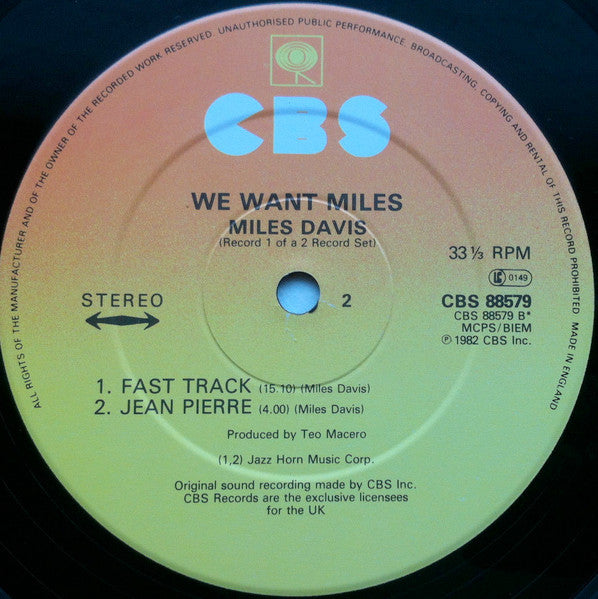 ALL RIGHTS OF THE MANUFACTURER AND OF THE OWNER OF THE RECORDED WORK RESERVED. UNAUTHORISED PUBLIC PERFORMANCE, BROADCASTING, COPYING AND RENTAL OF THIS RECORD PROHIBITED. MADE IN ENGLAND
CBS
WE WANT MILES
MILES DAVIS
(Record 1 of a 2 Record Set)
33 ⅓ RPM
LC 0149
STEREO
2
CBS 88579
CBS 88579 B*
MCPS/BIEM
℗ 1982 CBS Inc.
1. FAST TRACK (15.10) (Miles Davis)
2. JEAN PIERRE (4.00) (Miles Davis)
Produced by Teo Macero
(1,2) Jazz Horn Music Corp.
Original sound recording made by CBS Inc.
CBS Records are the exclusive licensees
for the UK